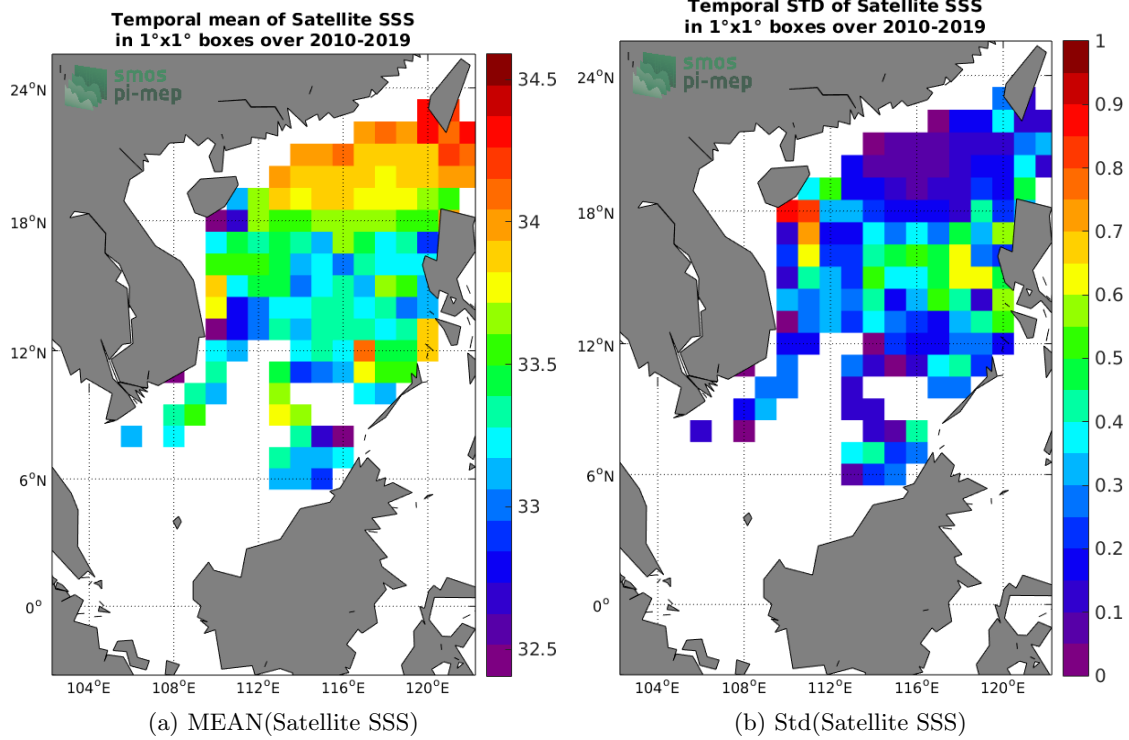 Temporal mean of Satellite SSS
in 1°x1° boxes over 2010-2019
smos
pi-mep
24°N
18°N
12°N
6°N
0°
104°E
108°E
112°E
116°E
120°E
34.5
34
33.5
33
32.5
(a) MEAN(Satellite SSS)
Temporal STD of Satellite SSS
in 1°x1° boxes over 2010-2019
smos
pi-mep
24°N
18°N
12°N
6°N
0°
104°E
108°E
112°E
116°E
120°E
1
0.9
0.8
0.7
0.6
0.5
0.4
0.3
0.2
0.1
0
(b) Std(Satellite SSS)